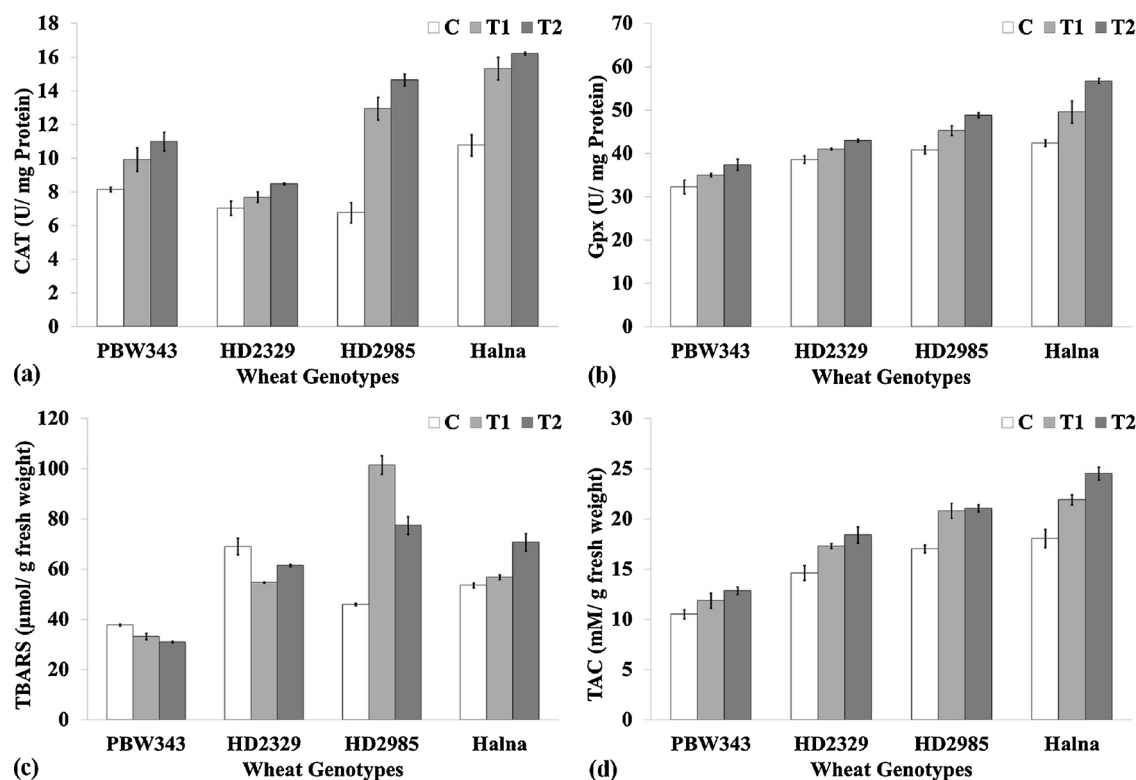 C T1 T2
CAT (U/ mg Protein)
18
16
14
12
10
8
6
4
2
0
PBW343 HD2329 HD2985 Halna
Wheat Genotypes
(a)
C T1 T2
Gpx (U/ mg Protein)
70
60
50
40
30
20
10
0
PBW343 HD2329 HD2985 Halna
Wheat Genotypes
(b)
C T1 T2
TBARS (μmol/ g fresh weight)
120
100
80
60
40
20
0
PBW343 HD2329 HD2985 Halna
Wheat Genotypes
(c)
C T1 T2
TAC (mM/ g fresh weight)
30
25
20
15
10
5
0
PBW343 HD2329 HD2985 Halna
Wheat Genotypes
(d)